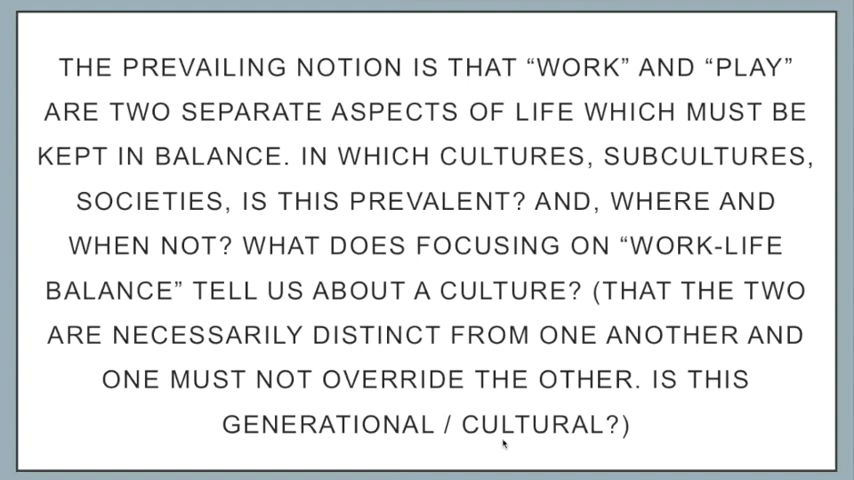 THE PREVAILING NOTION IS THAT “WORK” AND “PLAY”
ARE TWO SEPARATE ASPECTS OF LIFE WHICH MUST BE
KEPT IN BALANCE. IN WHICH CULTURES, SUBCULTURES,
SOCIETIES, IS THIS PREVALENT? AND, WHERE AND
WHEN NOT? WHAT DOES FOCUSING ON “WORK-LIFE
BALANCE” TELL US ABOUT A CULTURE? (THAT THE TWO
ARE NECESSARILY DISTINCT FROM ONE ANOTHER AND
ONE MUST NOT OVERRIDE THE OTHER. IS THIS
GENERATIONAL / CULTURAL?)